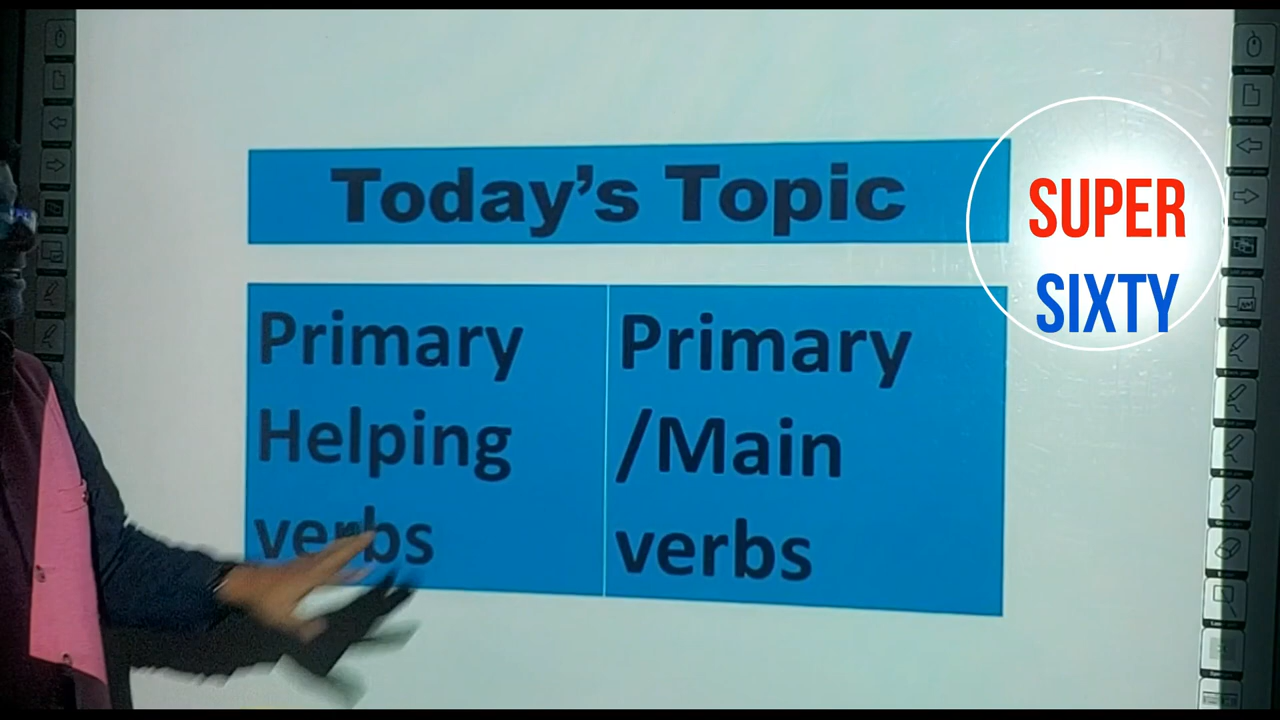 Today's Topic
Primary
Helping
verbs
Primary
/Main
verbs
SUPER
SIXTY